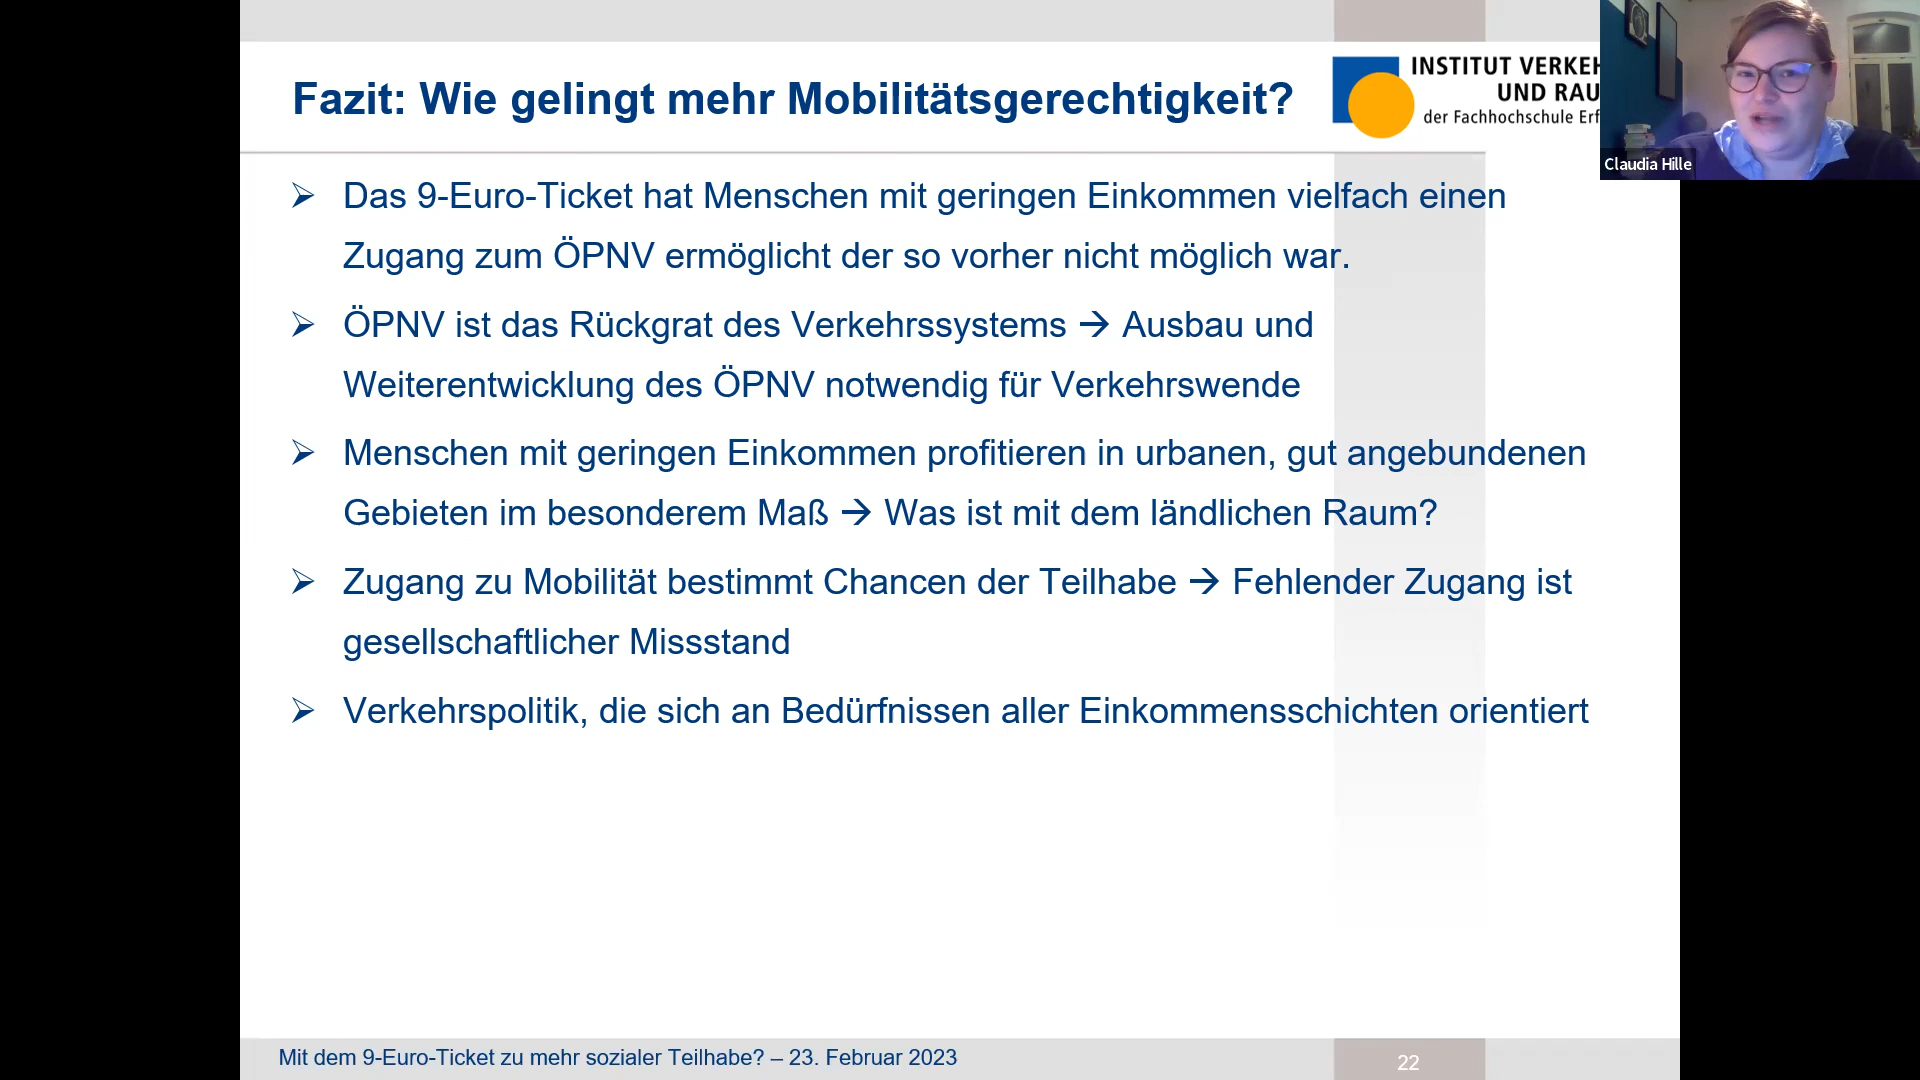 Fazit: Wie gelingt mehr Mobilitätsgerechtigkeit?
INSTITUT VERKEH
UND RAU
der Fachhochschule Erf
Claudia Hille
➢ Das 9-Euro-Ticket hat Menschen mit geringen Einkommen vielfach einen
Zugang zum ÖPNV ermöglicht der so vorher nicht möglich war.
➢ ÖPNV ist das Rückgrat des Verkehrssystems → Ausbau und
Weiterentwicklung des ÖPNV notwendig für Verkehrswende
➢ Menschen mit geringen Einkommen profitieren in urbanen, gut angebundenen
Gebieten im besonderem Maß → Was ist mit dem ländlichen Raum?
➢ Zugang zu Mobilität bestimmt Chancen der Teilhabe → Fehlender Zugang ist
gesellschaftlicher Missstand
➢ Verkehrspolitik, die sich an Bedürfnissen aller Einkommensschichten orientiert
Mit dem 9-Euro-Ticket zu mehr sozialer Teilhabe? – 23. Februar 2023
22